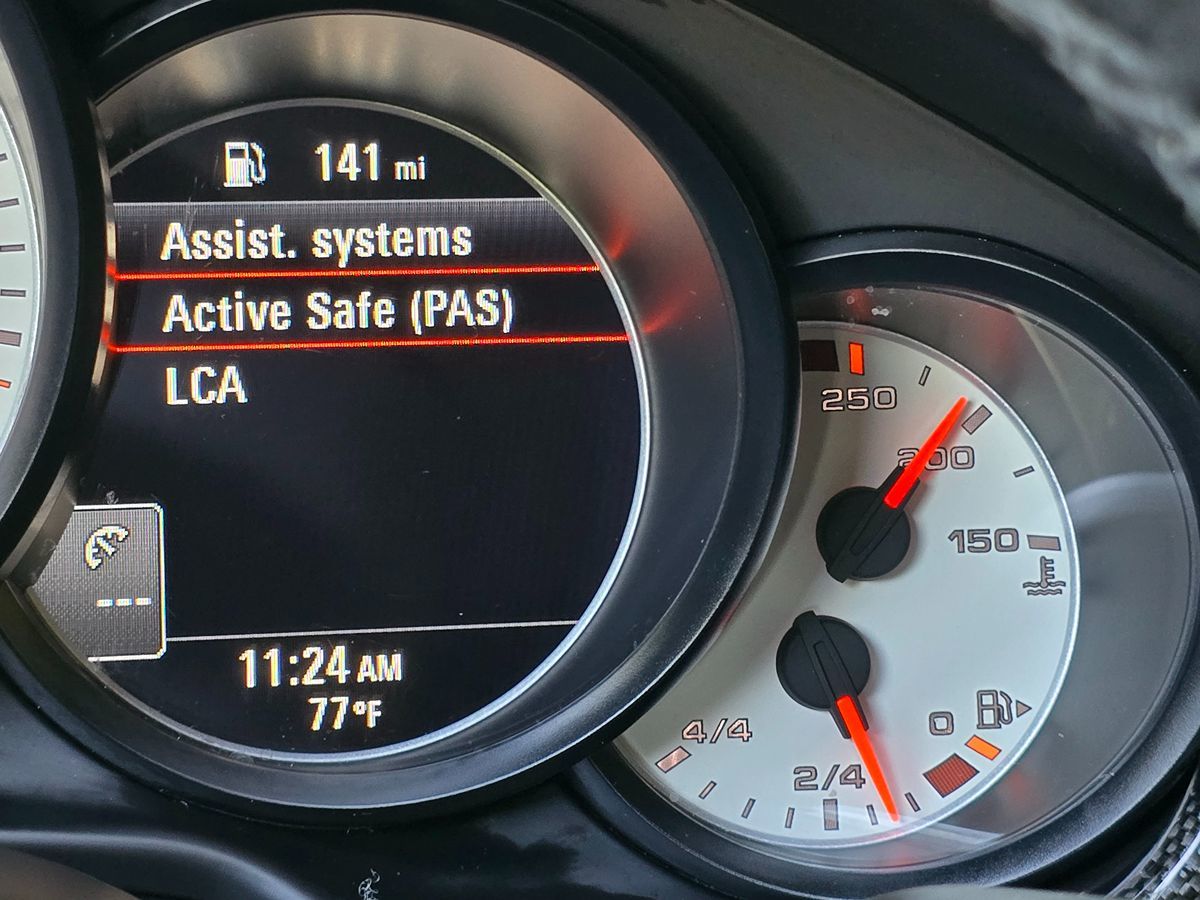 141 mi
Assist. systems
Active Safe (PAS)
LCA
---
11:24 AM
77°F
250
200
150
4/4
2/4
0